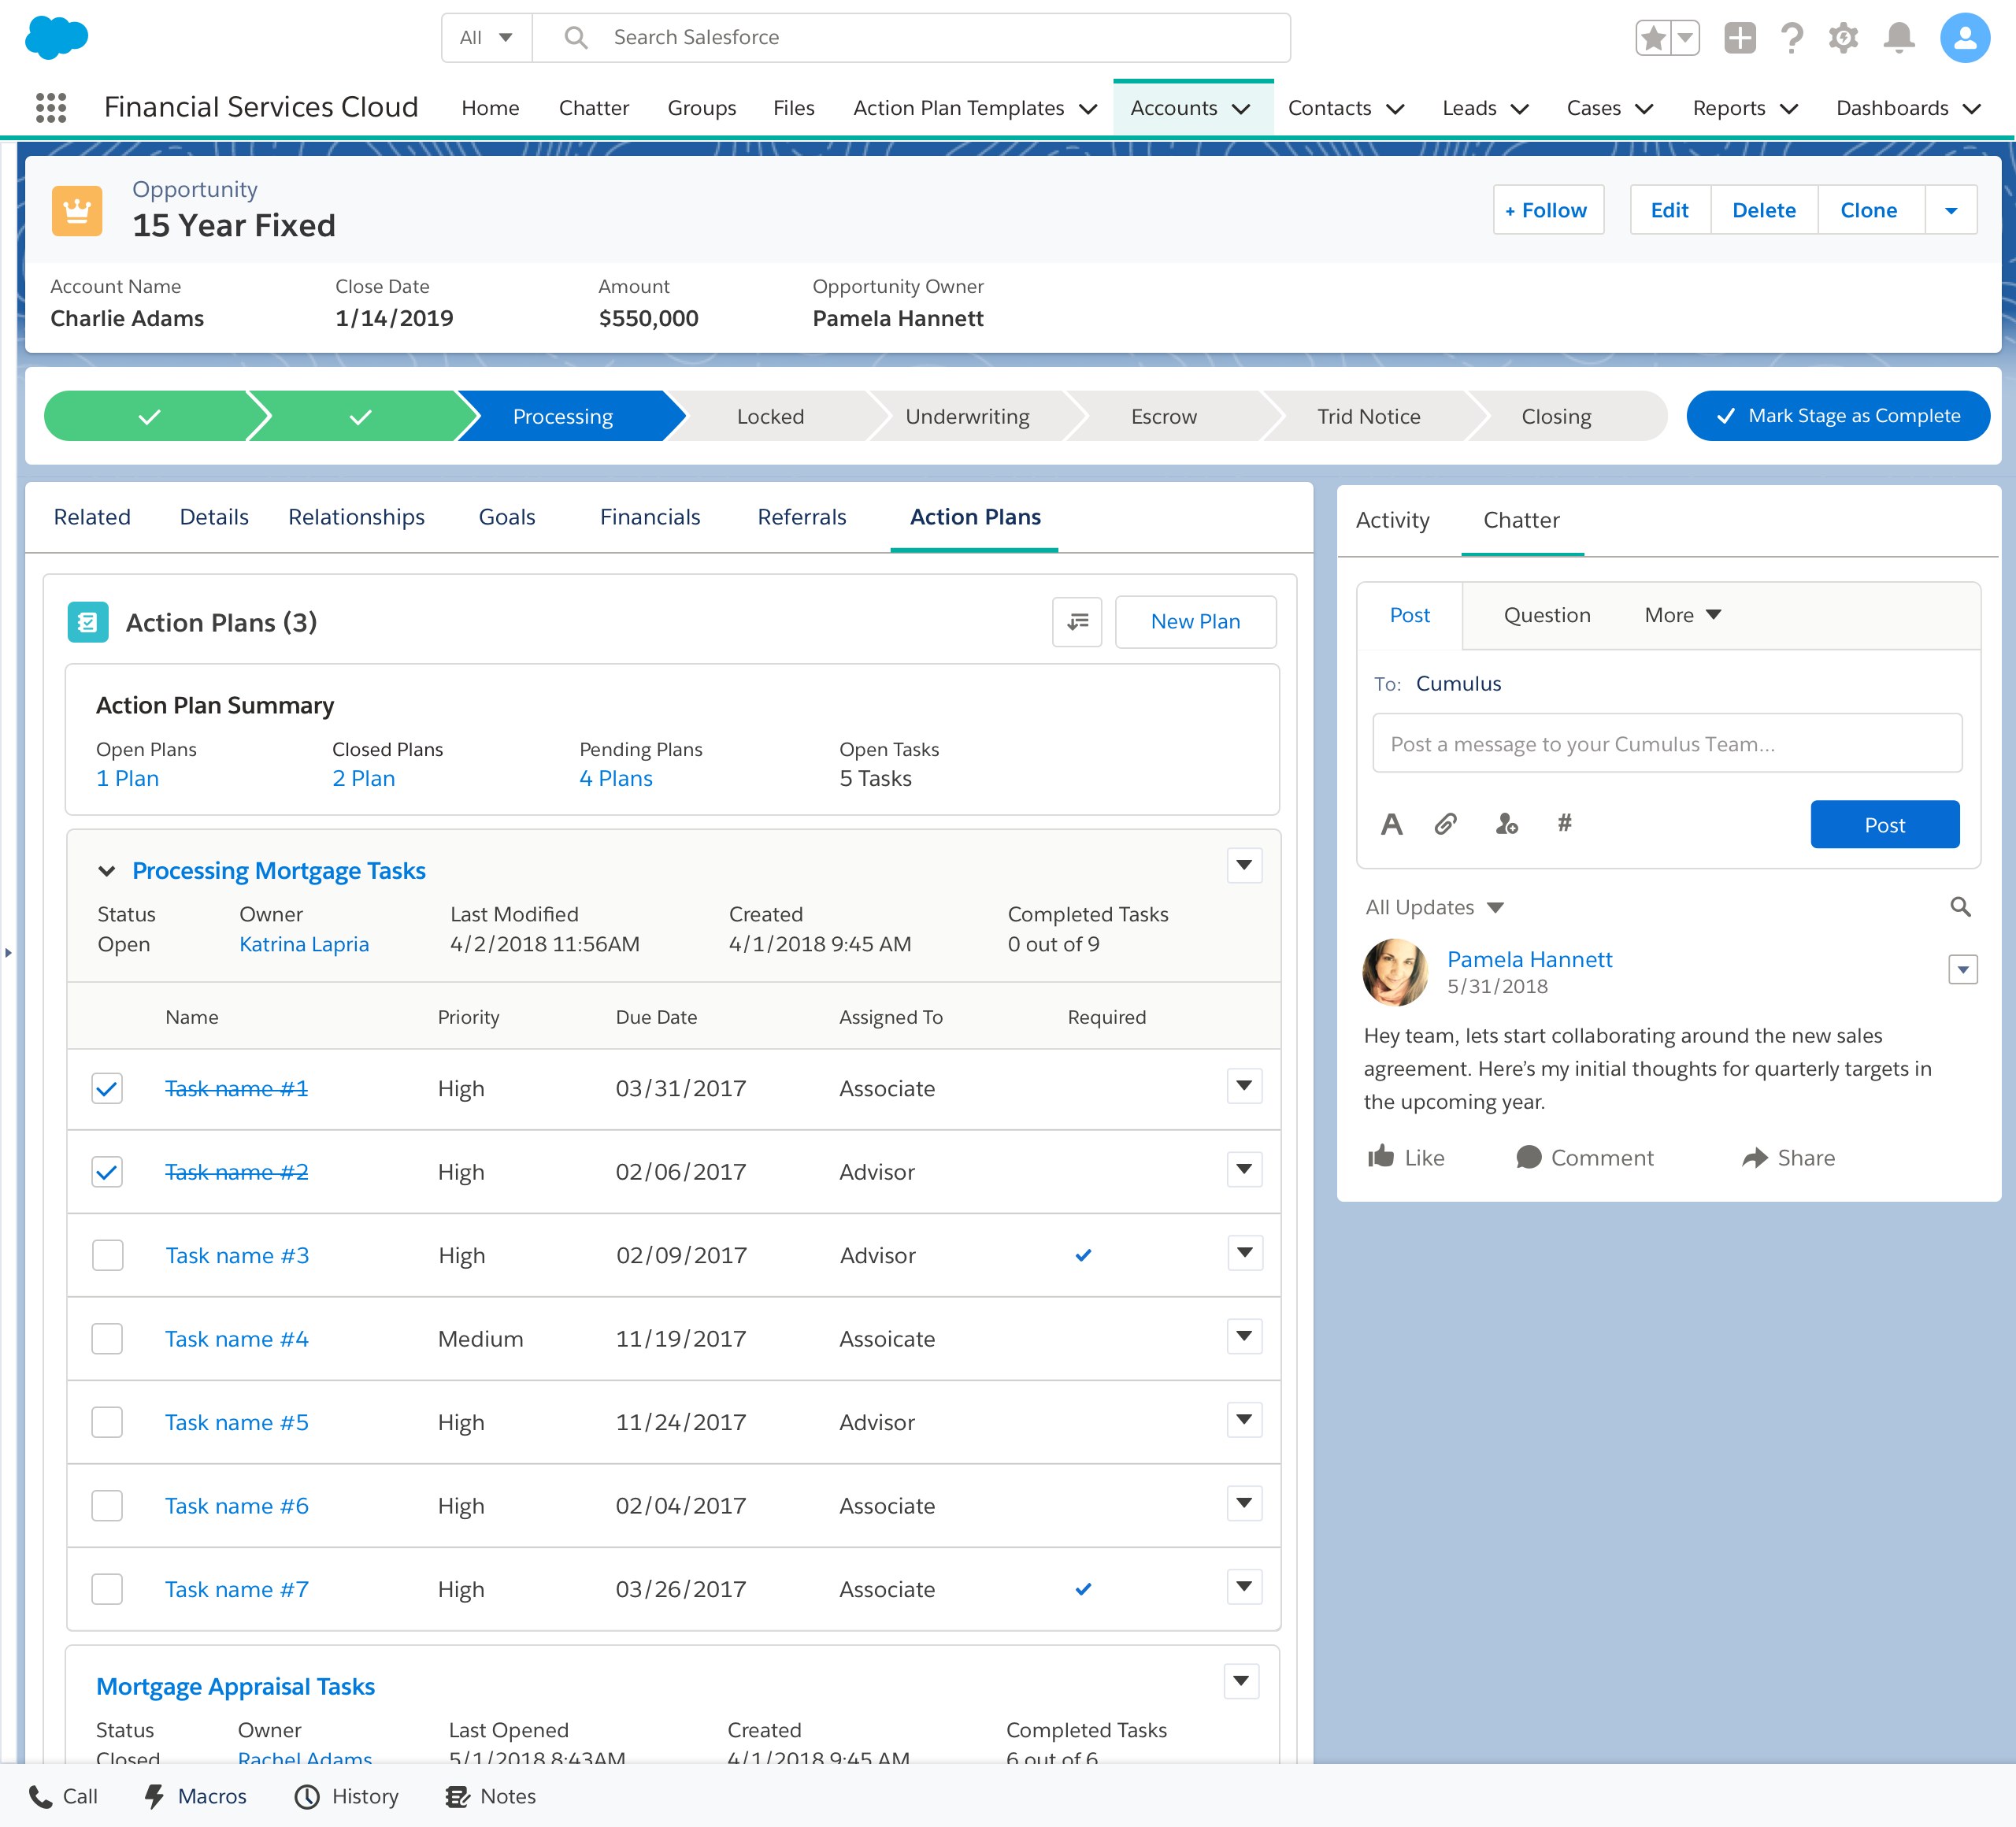 All
Search Salesforce
Financial Services Cloud Home Chatter Groups Files Action Plan Templates Accounts Contacts Leads Cases Reports Dashboards
Opportunity
15 Year Fixed
+ Follow Edit Delete Clone
Account Name Close Date Amount Opportunity Owner
Charlie Adams 1/14/2019 $550,000 Pamela Hannett
Processing Locked Underwriting Escrow Trid Notice Closing Mark Stage as Complete
Related Details Relationships Goals Financials Referrals Action Plans
Action Plans (3) New Plan
Action Plan Summary
Open Plans Closed Plans Pending Plans Open Tasks
1 Plan 2 Plan 4 Plans 5 Tasks
Processing Mortgage Tasks
Status Owner Last Modified Created Completed Tasks
Open Katrina Lapria 4/2/2018 11:56AM 4/1/2018 9:45 AM 0 out of 9
Name Priority Due Date Assigned To Required
Task name #1 High 03/31/2017 Associate
Task name #2 High 02/06/2017 Advisor
Task name #3 High 02/09/2017 Advisor
Task name #4 Medium 11/19/2017 Assoicate
Task name #5 High 11/24/2017 Advisor
Task name #6 High 02/04/2017 Associate
Task name #7 High 03/26/2017 Associate
Mortgage Appraisal Tasks
Status Owner Last Opened Created Completed Tasks
Closed Rachel Adams 5/1/2018 8:43AM 4/1/2018 9:45 AM 6 out of 6
Activity Chatter
Post Question More
To: Cumulus
Post a message to your Cumulus Team...
A #
Post
All Updates
Pamela Hannett
5/31/2018
Hey team, lets start collaborating around the new sales
agreement. Here’s my initial thoughts for quarterly targets in
the upcoming year.
Like Comment Share
Call Macros History Notes